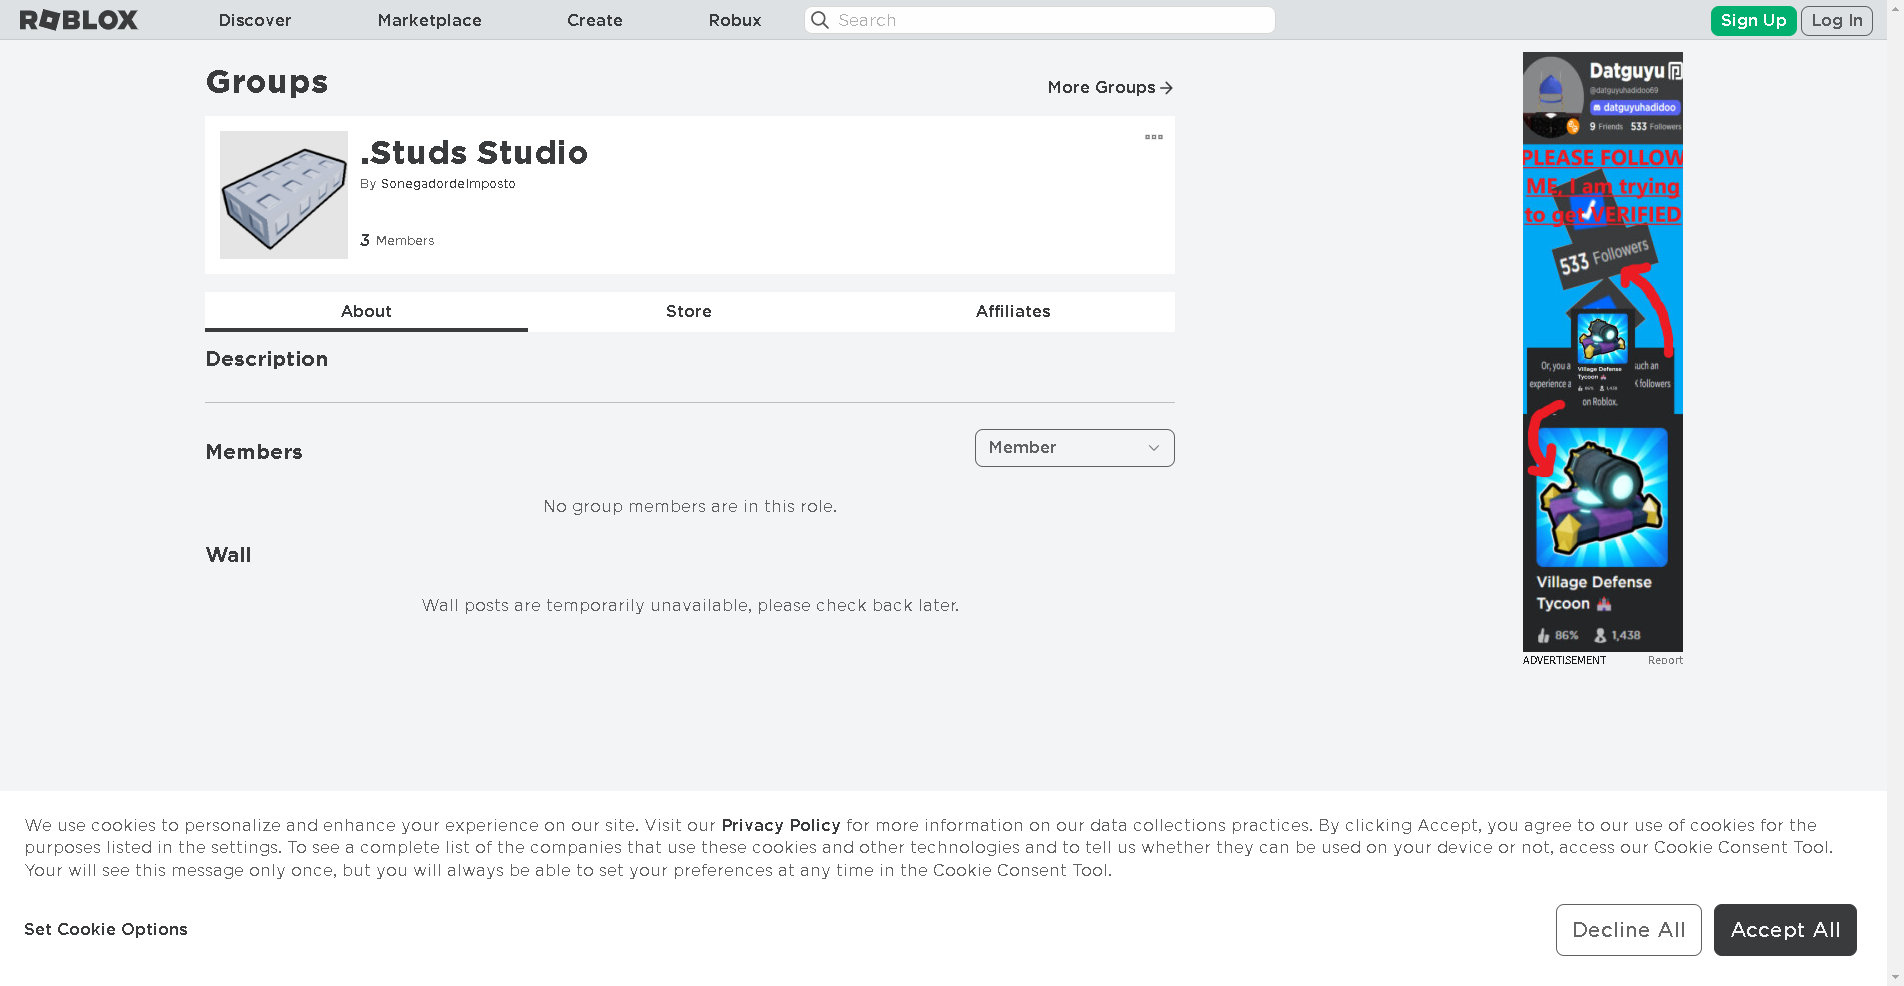 ROBLOX Discover Marketplace Create Robux Search Sign Up Log In
Groups
More Groups
.Studs Studio
By SonegadordeImposto
3 Members
About Store Affiliates
Description
Members
Member
No group members are in this role.
Wall
Wall posts are temporarily unavailable, please check back later.
Datguyu
@datguyuhadidoo69
datguyuhadidoo
9 Friends 533 Followers
PLEASE FOLLOW
ME, I am trying
to get VERIFIED
533 Followers
Or, you a
such an
experience a
K followers
on Roblox.
Village Defense
Tycoon
86% 1,438
Village Defense
Tycoon
86% 1,438
ADVERTISEMENT Report
We use cookies to personalize and enhance your experience on our site. Visit our Privacy Policy for more information on our data collections practices. By clicking Accept, you agree to our use of cookies for the
purposes listed in the settings. To see a complete list of the companies that use these cookies and other technologies and to tell us whether they can be used on your device or not, access our Cookie Consent Tool.
Your will see this message only once, but you will always be able to set your preferences at any time in the Cookie Consent Tool.
Set Cookie Options
Decline All Accept All